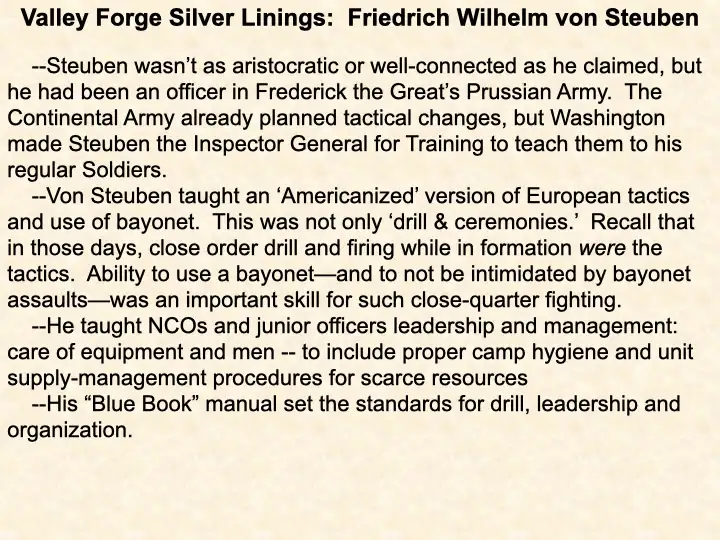 Valley Forge Silver Linings:  Friedrich Wilhelm von Steuben
--Steuben wasn’t as aristocratic or well-connected as he claimed, but
he had been an officer in Frederick the Great’s Prussian Army.  The
Continental Army already planned tactical changes, but Washington
made Steuben the Inspector General for Training to teach them to his
regular Soldiers.
--Von Steuben taught an ‘Americanized’ version of European tactics
and use of bayonet.  This was not only ‘drill & ceremonies.’  Recall that
in those days, close order drill and firing while in formation were the
tactics.  Ability to use a bayonet—and to not be intimidated by bayonet
assaults—was an important skill for such close-quarter fighting.
--He taught NCOs and junior officers leadership and management:
care of equipment and men -- to include proper camp hygiene and unit
supply-management procedures for scarce resources
--His “Blue Book” manual set the standards for drill, leadership and
organization.